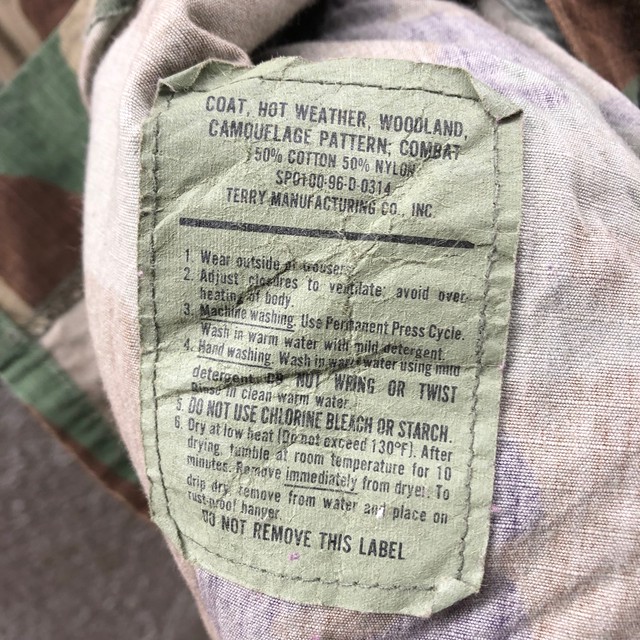 COAT, HOT WEATHER, WOODLAND,
CAMOUFLAGE PATTERN; COMBAT
50% COTTON 50% NYLON
SPO100-96-D-0314
TERRY MANUFACTURING CO., INC.
1. Wear outside of trousers
2. Adjust closures to ventilate; avoid over-
heating of body.
3. Machine washing. Use Permanent Press Cycle.
Wash in warm water with mild detergent.
4. Hand washing. Wash in warm water using mild
detergent. DO NOT WRING OR TWIST
Rinse in clean warm water.
5. DO NOT USE CHLORINE BLEACH OR STARCH.
6. Dry at low heat (Do not exceed 130°F). After
drying, tumble at room temperature for 10
minutes. Remove immediately from dryer. To
drip dry, remove from water and place on
rust-proof hanger.
DO NOT REMOVE THIS LABEL